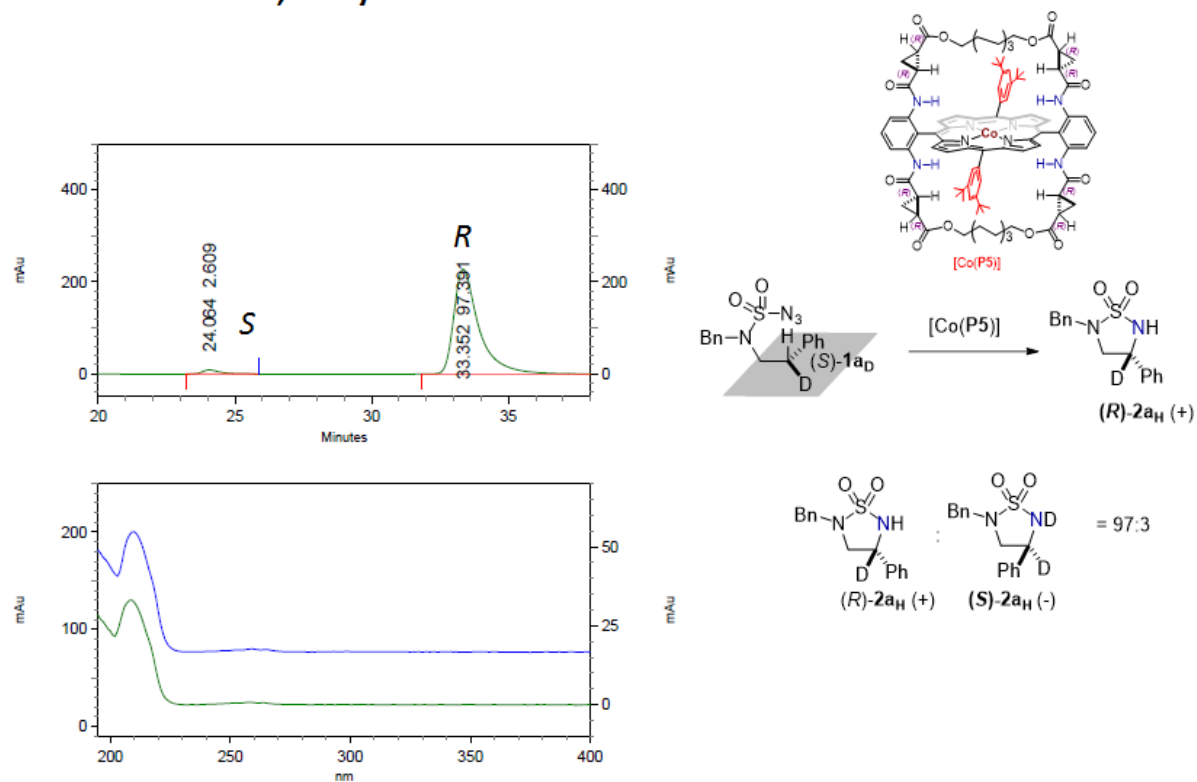 400
200
0
mAu
400
200
0
mAu
24.064 2.609
S
R
33.352 97.391
20
25
30
35
Minutes
200
100
0
mAu
50
25
0
mAu
200
250
300
350
400
nm
H (R) O O ( )3 O O H (R)
(R) H (R) H
O N-H H-N O
N N Co N N
O N-H H-N O
(R) H (R) H
(R) H O O ( )3 O O (R) H
[Co(P5)]
O O S N3
Bn N H Ph
(S)-1aD
D
[Co(P5)]
O O S
Bn N NH
D Ph
(R)-2aH (+)
O O S
Bn N NH
D Ph
(R)-2aH (+)
:
O O S
Bn N ND
Ph D
(S)-2aH (-)
= 97:3